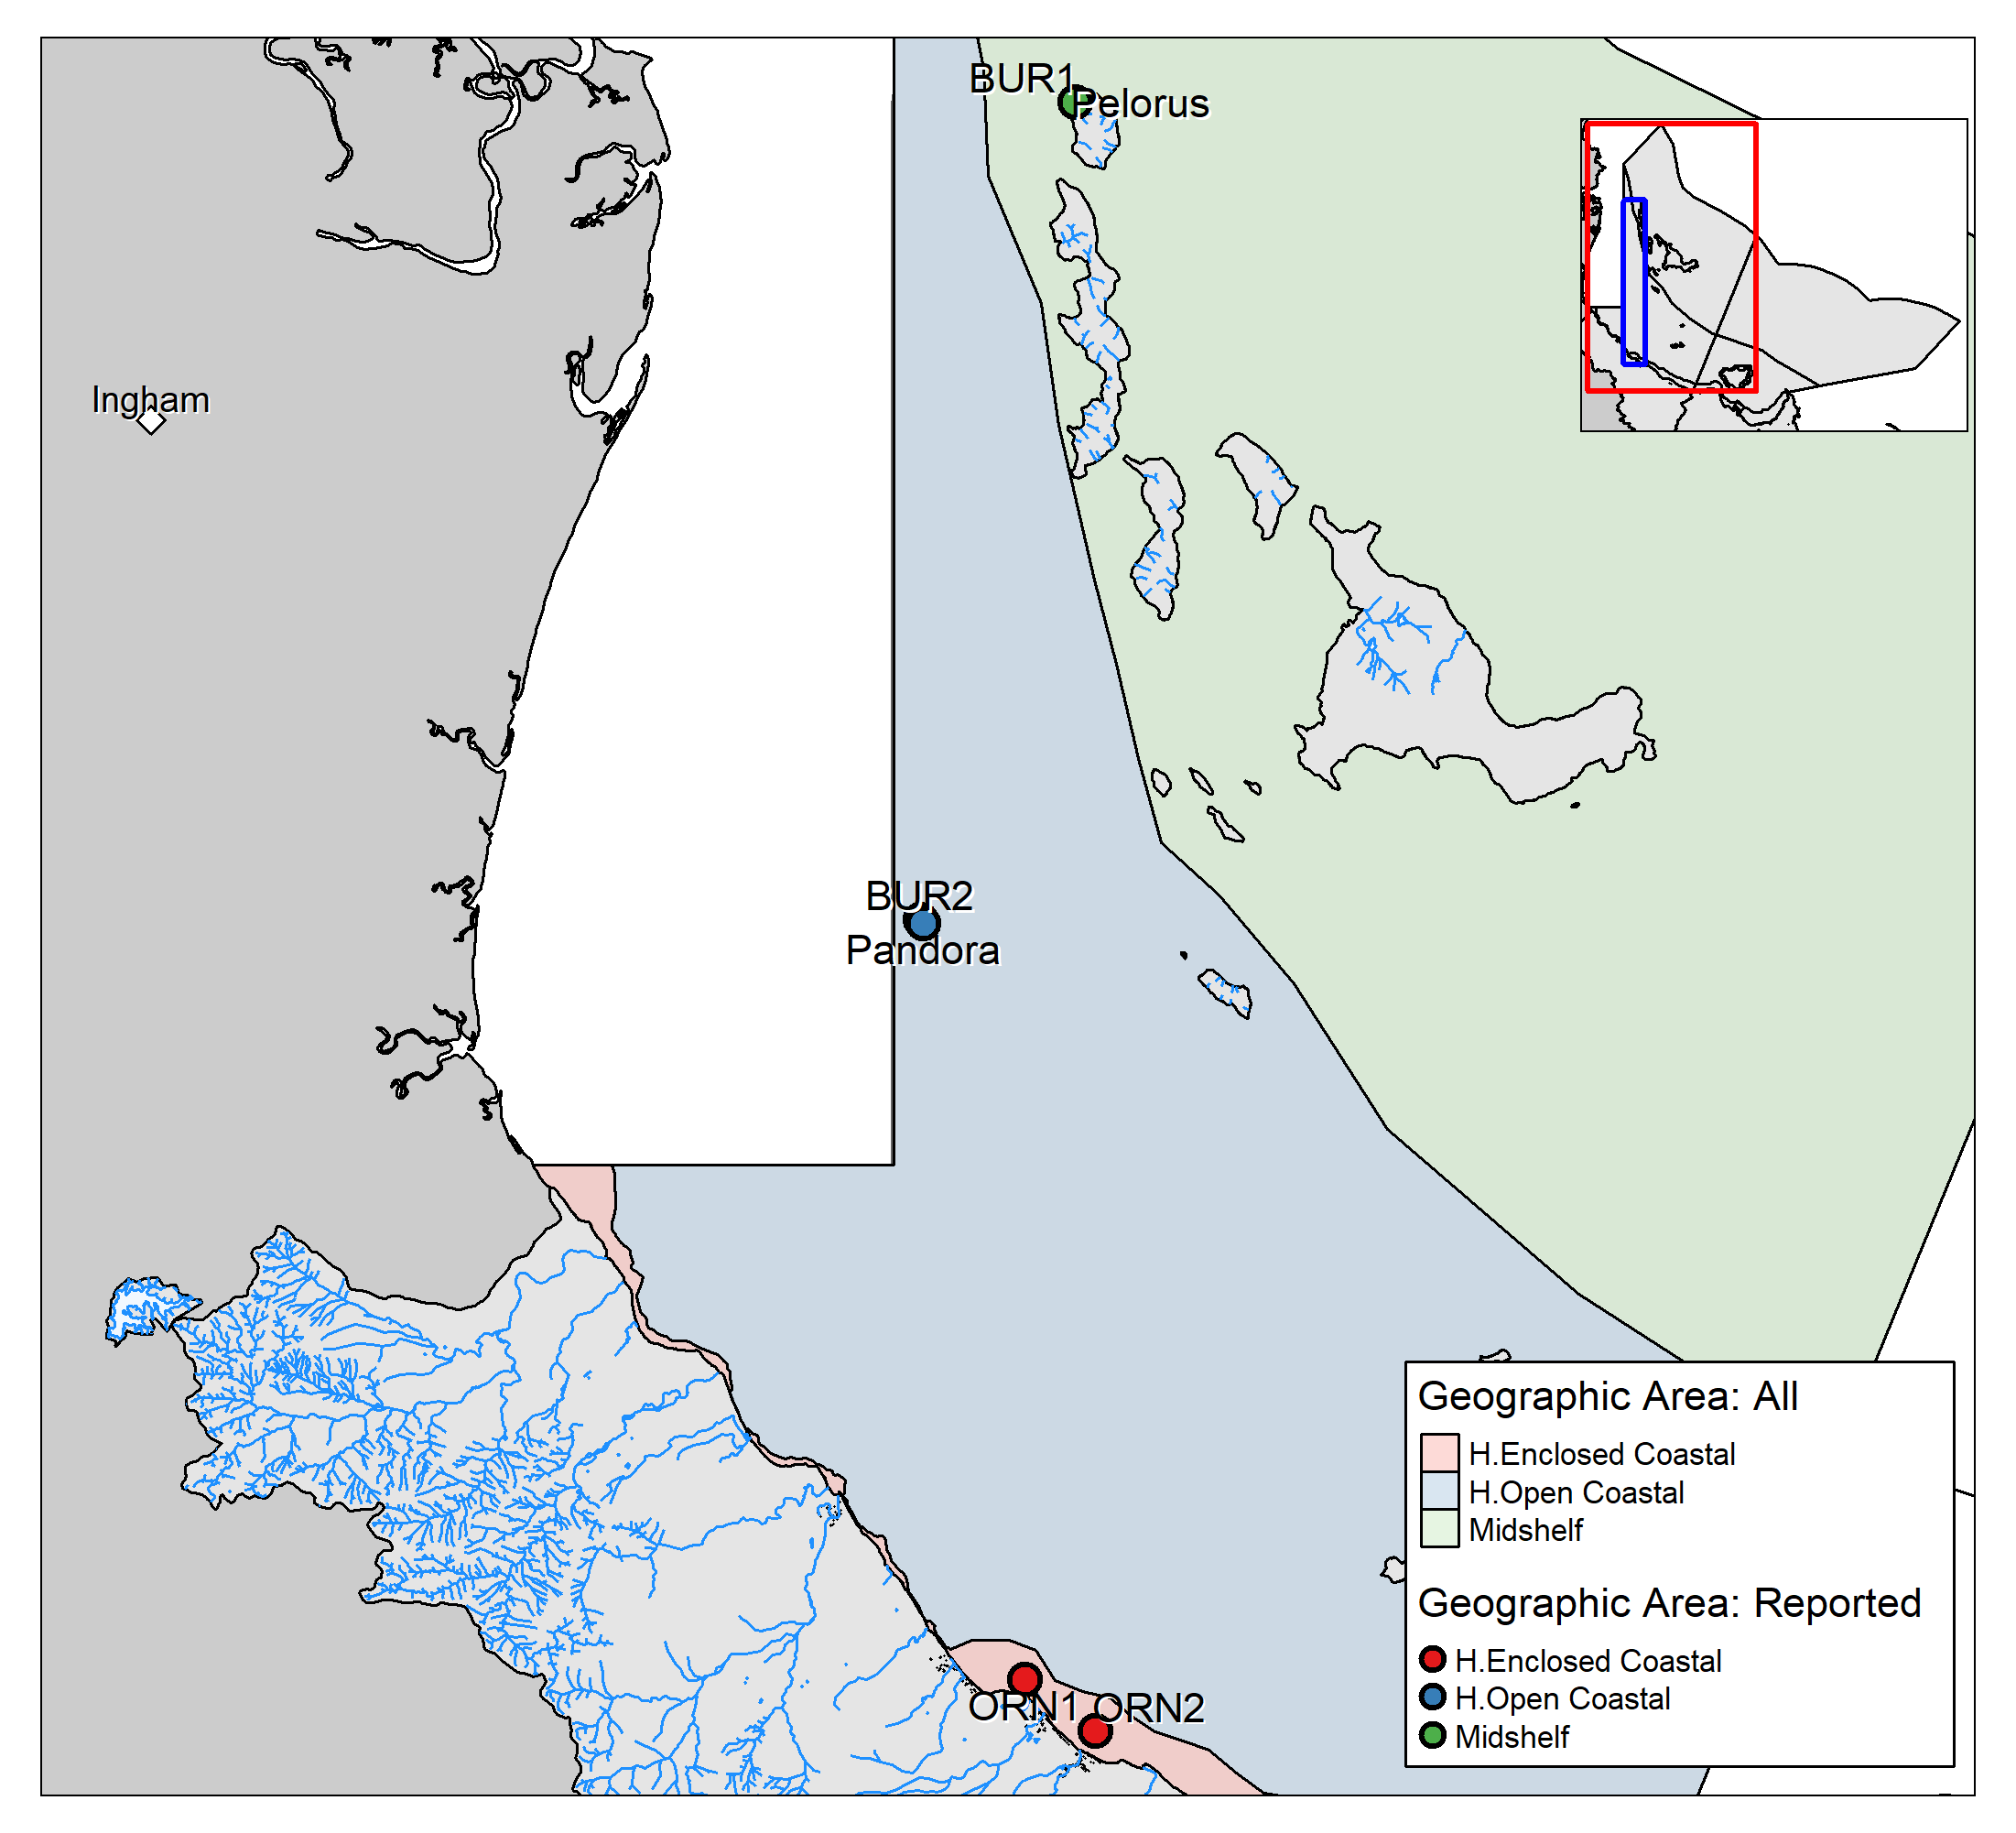 BUR1
Pelorus
Ingham
BUR2
Pandora
Geographic Area: All
H.Enclosed Coastal
H.Open Coastal
Midshelf
Geographic Area: Reported
H.Enclosed Coastal
H.Open Coastal
Midshelf
ORN1 ORN2